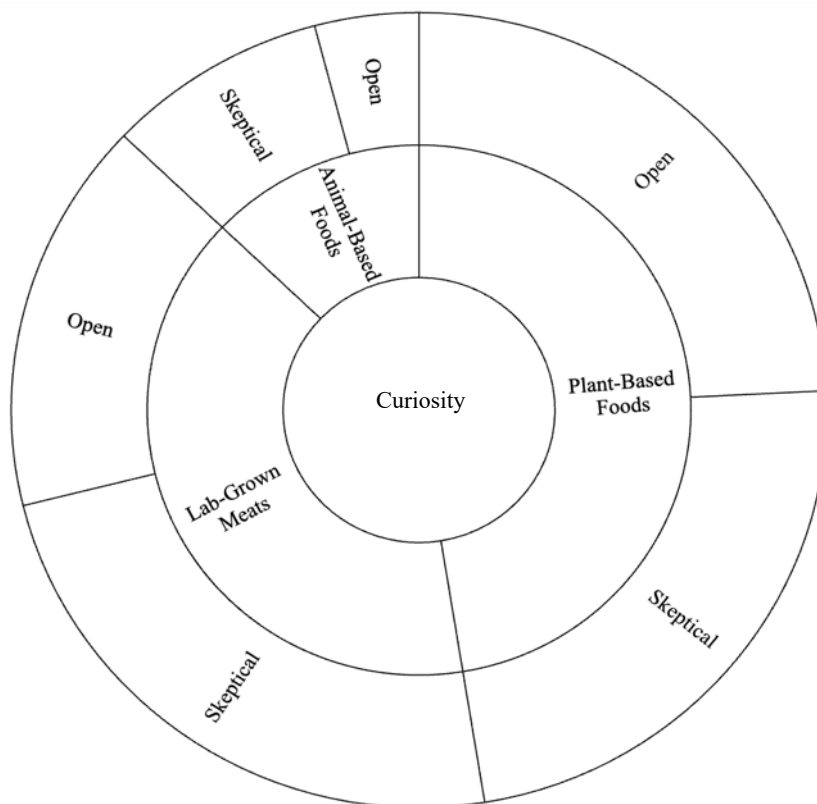 Open
Skeptical
Open
Animal-Based
Foods
Open
Curiosity
Plant-Based
Foods
Lab-Grown
Meats
Skeptical
Skeptical